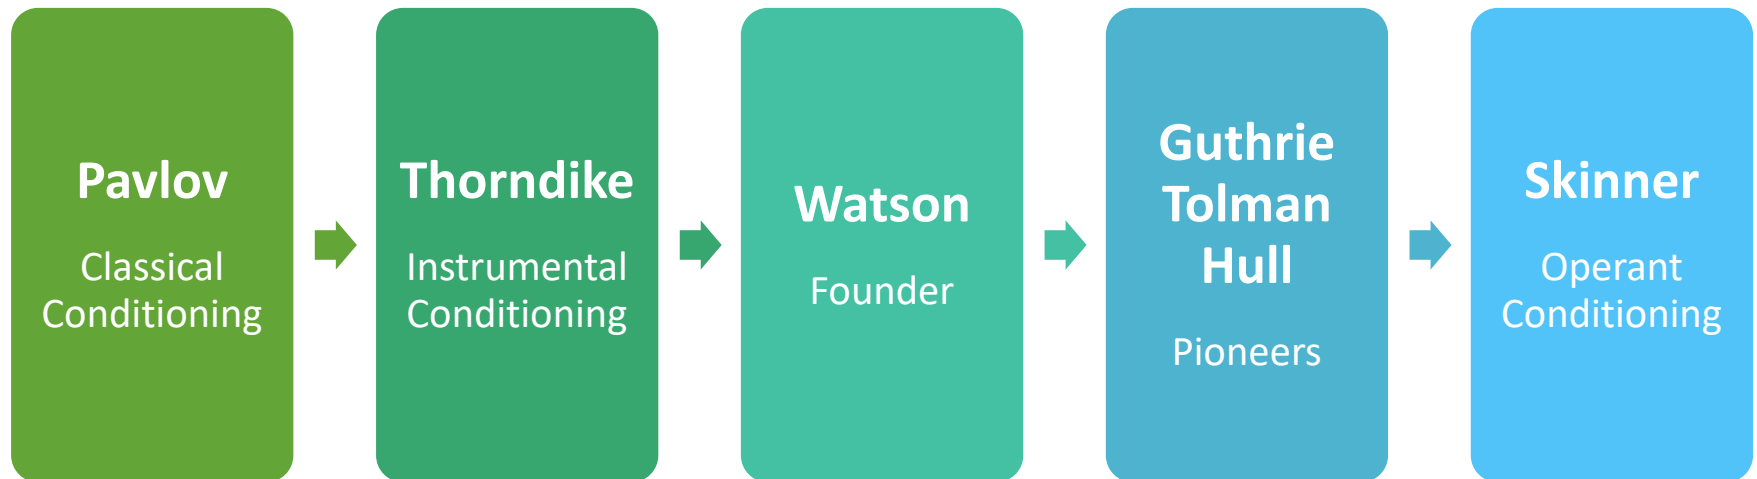 Pavlov
Classical
Conditioning
Thorndike
Instrumental
Conditioning
Watson
Founder
Guthrie
Tolman
Hull
Pioneers
Skinner
Operant
Conditioning